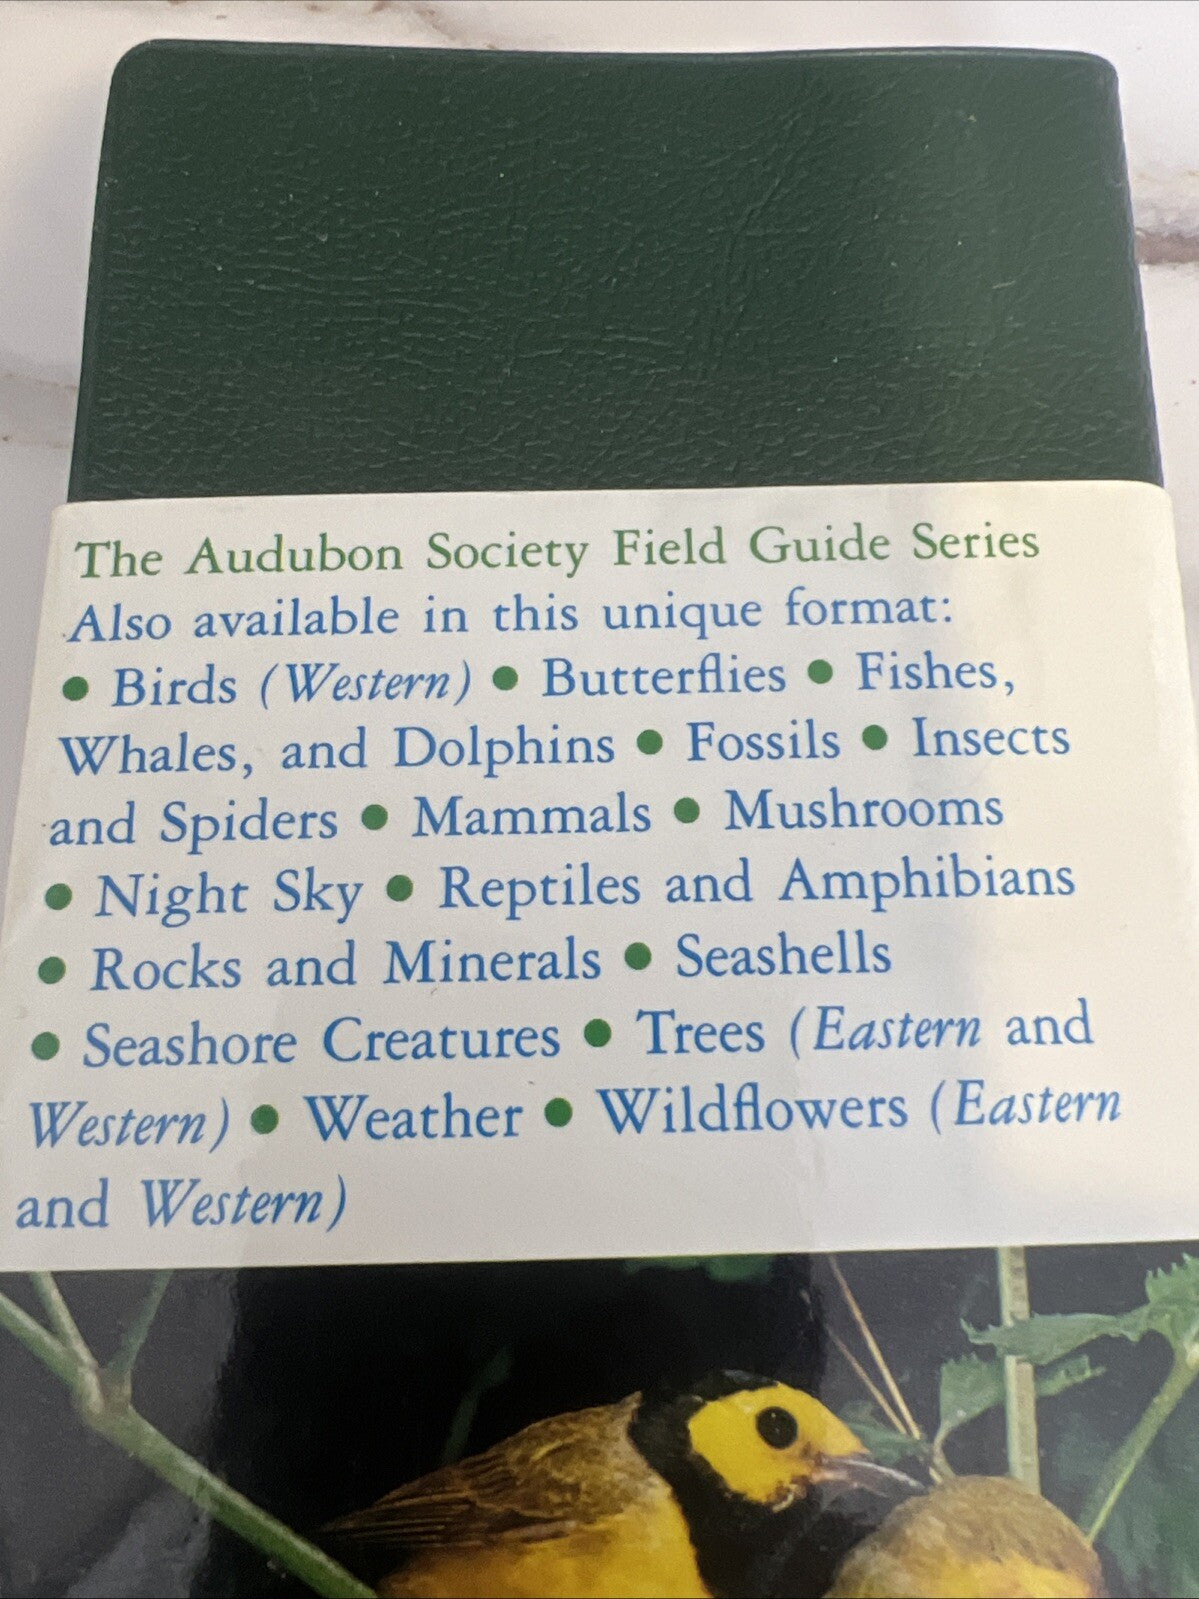 The Audubon Society Field Guide Series
Also available in this unique format:
• Birds (Western) • Butterflies • Fishes,
Whales, and Dolphins • Fossils • Insects
and Spiders • Mammals • Mushrooms
• Night Sky • Reptiles and Amphibians
• Rocks and Minerals • Seashells
• Seashore Creatures • Trees (Eastern and
Western) • Weather • Wildflowers (Eastern
and Western)